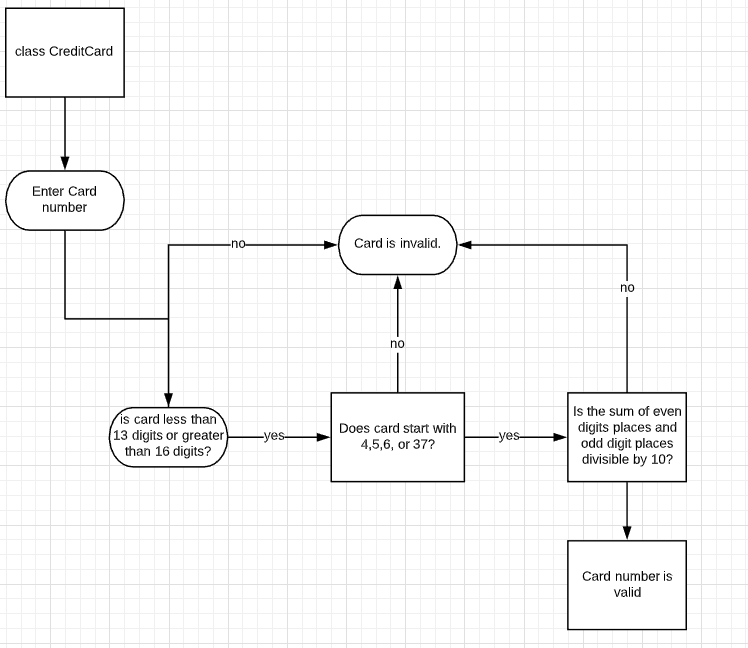 class CreditCard
Enter Card
number
no
Card is invalid.
no
no
is card less than
13 digits or greater
than 16 digits?
yes
Does card start with
4,5,6, or 37?
yes
Is the sum of even
digits places and
odd digit places
divisible by 10?
Card number is
valid